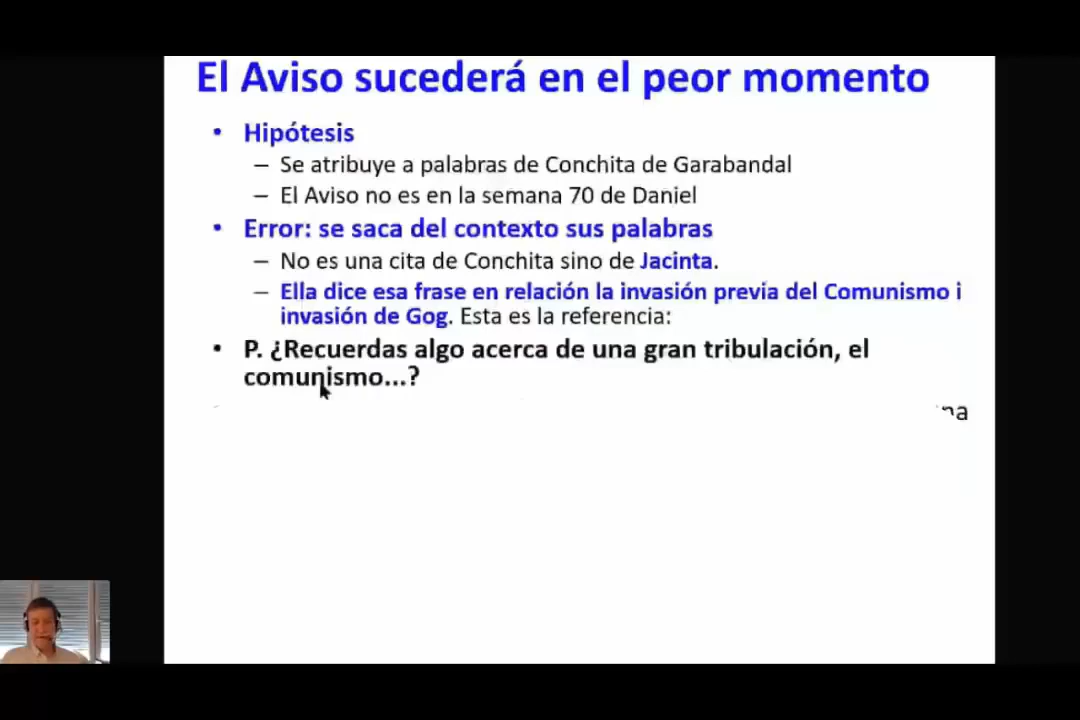 El Aviso sucederá en el peor momento
• Hipótesis
– Se atribuye a palabras de Conchita de Garabandal
– El Aviso no es en la semana 70 de Daniel
• Error: se saca del contexto sus palabras
– No es una cita de Conchita sino de Jacinta.
– Ella dice esa frase en relación la invasión previa del Comunismo i
invasión de Gog. Esta es la referencia:
• P. ¿Recuerdas algo acerca de una gran tribulación, el
comunismo...?